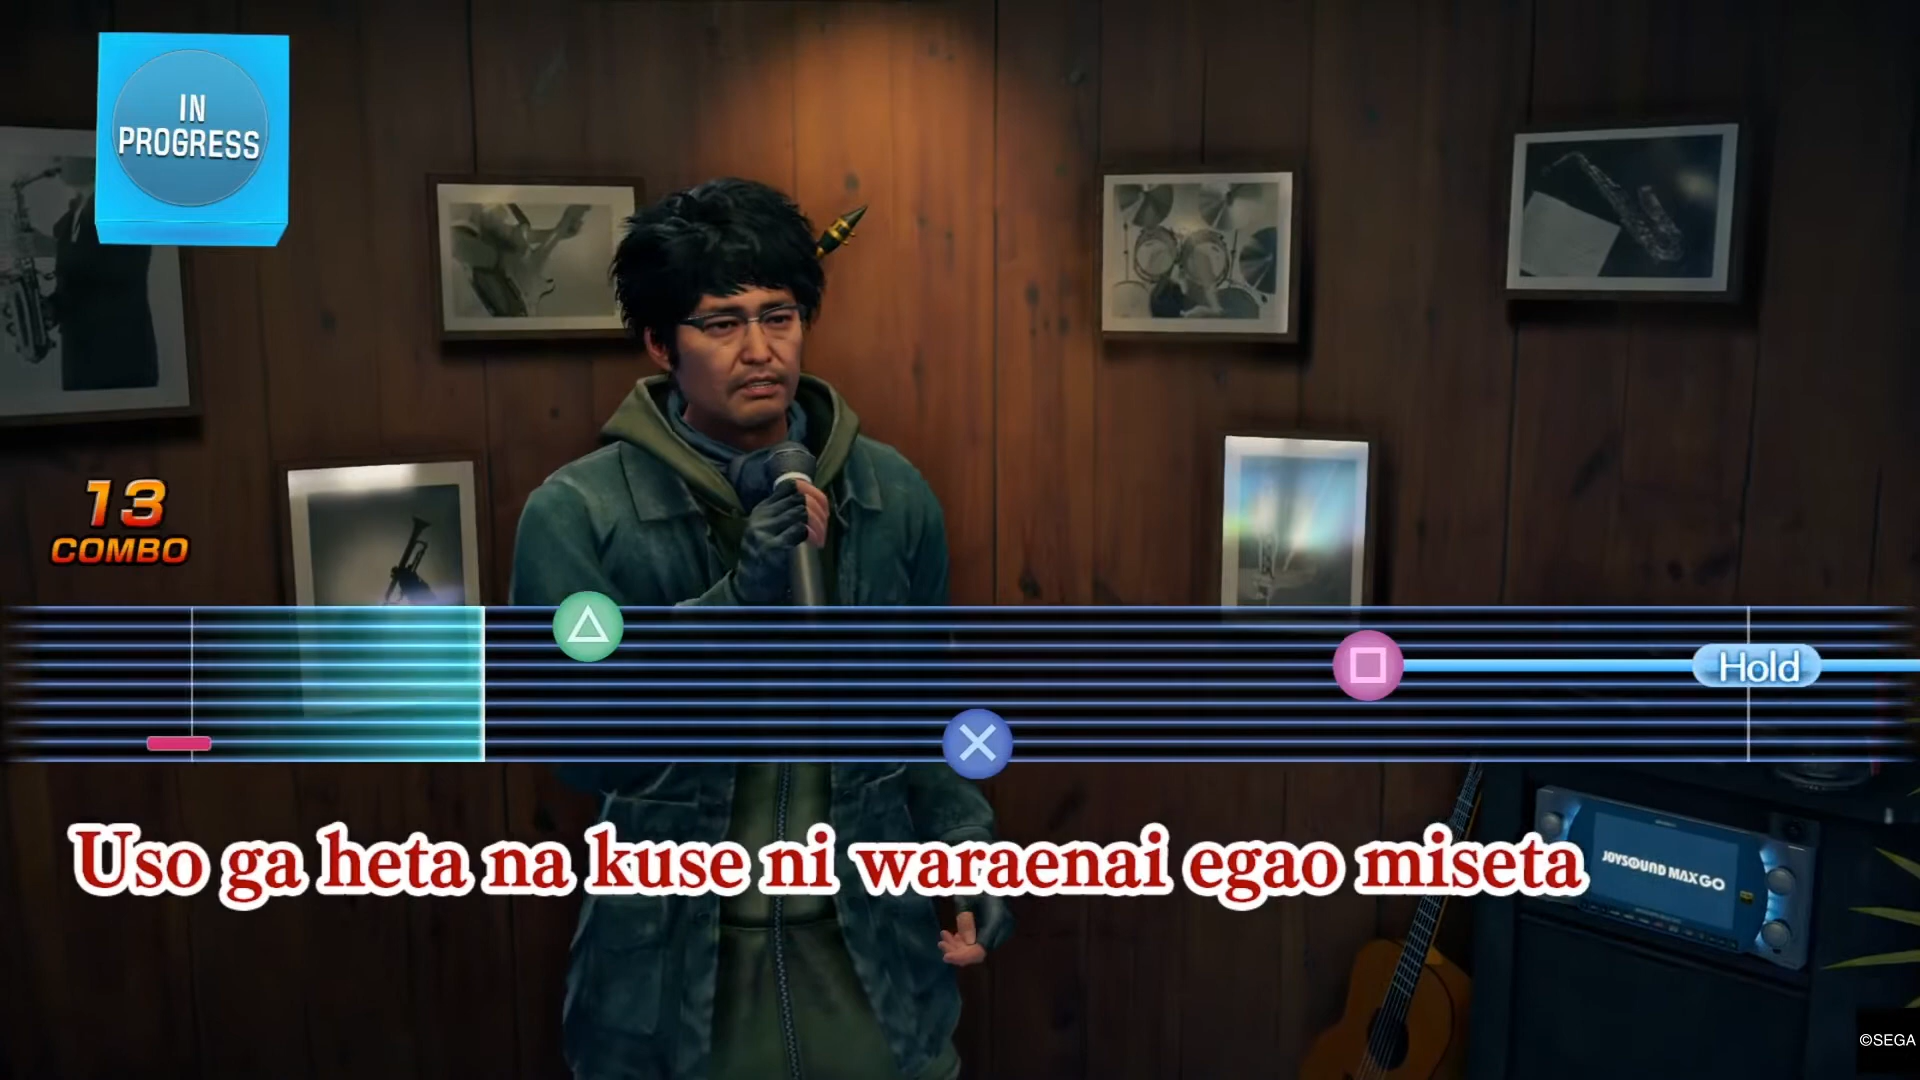 IN
PROGRESS
13
COMBO
Hold
Uso ga heta na kuse ni waraenai egao miseta
JOYSOUND MAX GO
©SEGA